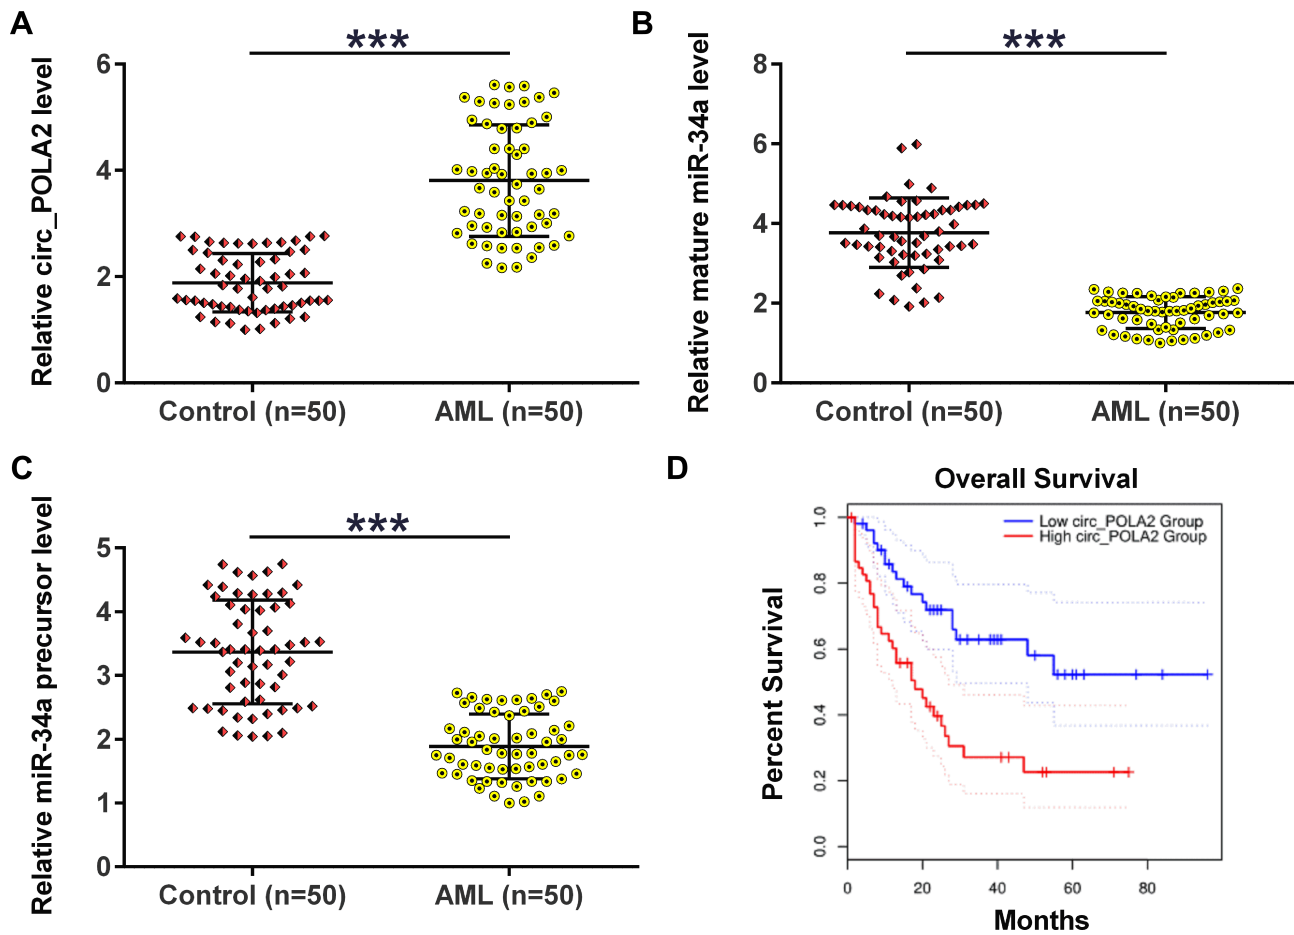 A
***
Relative circ_POLA2 level
6
4
2
0
Control (n=50)
AML (n=50)
B
***
Relative mature miR-34a level
8
6
4
2
0
Control (n=50)
AML (n=50)
C
***
Relative miR-34a precursor level
5
4
3
2
1
0
Control (n=50)
AML (n=50)
D
Overall Survival
Low circ_POLA2 Group
High circ_POLA2 Group
Percent Survival
1.0
0.8
0.6
0.4
0.2
0.0
0
20
40
60
80
Months